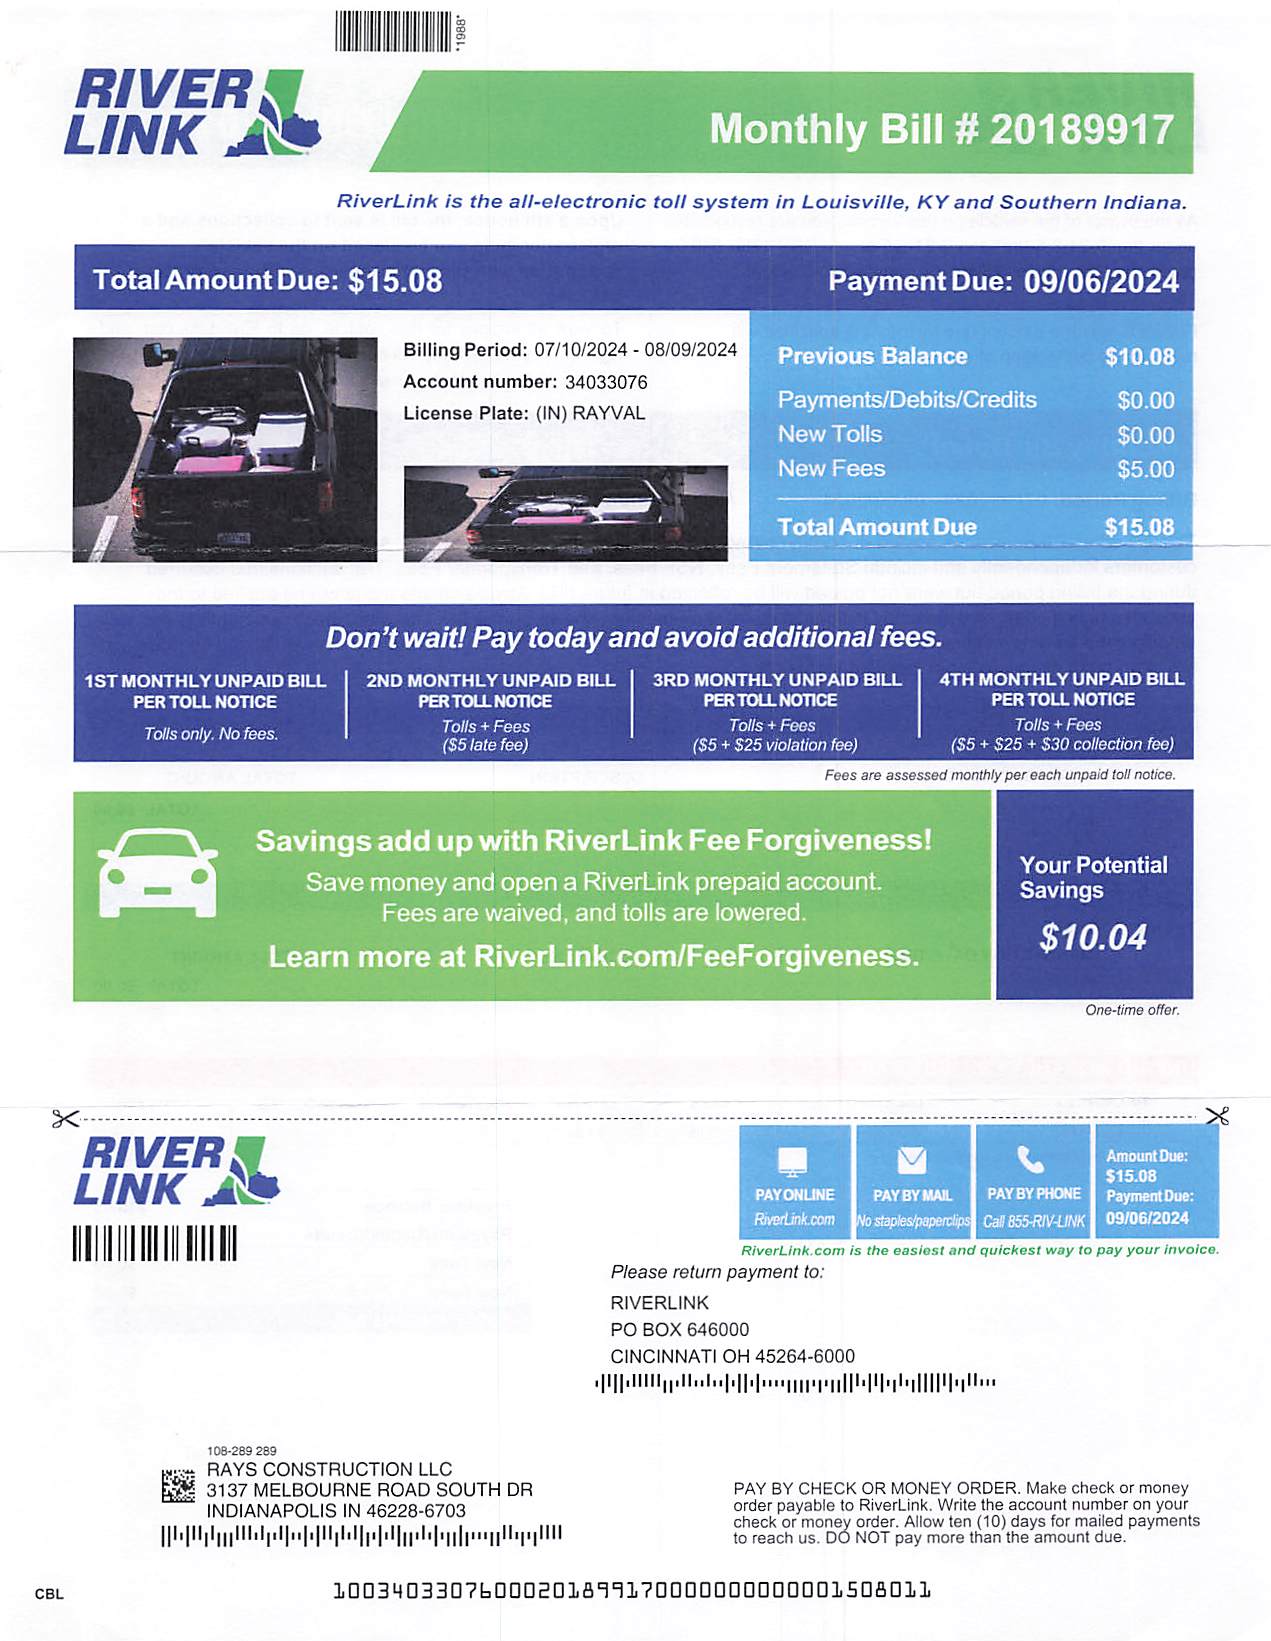 *1988*
RIVER
LINK
Monthly Bill # 20189917
RiverLink is the all-electronic toll system in Louisville, KY and Southern Indiana.
Total Amount Due: $15.08
Payment Due: 09/06/2024
Billing Period: 07/10/2024 - 08/09/2024
Account number: 34033076
License Plate: (IN) RAYVAL
Previous Balance $10.08
Payments/Debits/Credits $0.00
New Tolls $0.00
New Fees $5.00
Total Amount Due $15.08
Don't wait! Pay today and avoid additional fees.
1ST MONTHLY UNPAID BILL
PER TOLL NOTICE
Tolls only. No fees.
2ND MONTHLY UNPAID BILL
PER TOLL NOTICE
Tolls + Fees
($5 late fee)
3RD MONTHLY UNPAID BILL
PER TOLL NOTICE
Tolls + Fees
($5 + $25 violation fee)
4TH MONTHLY UNPAID BILL
PER TOLL NOTICE
Tolls + Fees
($5 + $25 + $30 collection fee)
Fees are assessed monthly per each unpaid toll notice.
Savings add up with RiverLink Fee Forgiveness!
Save money and open a RiverLink prepaid account.
Fees are waived, and tolls are lowered.
Learn more at RiverLink.com/FeeForgiveness.
Your Potential
Savings
$10.04
One-time offer.
RIVER
LINK
PAY ONLINE
RiverLink.com
PAY BY MAIL
No staples/paperclips
PAY BY PHONE
Call 855-RIV-LINK
Amount Due:
$15.08
Payment Due:
09/06/2024
RiverLink.com is the easiest and quickest way to pay your invoice.
Please return payment to:
RIVERLINK
PO BOX 646000
CINCINNATI OH 45264-6000
108-289 289
RAYS CONSTRUCTION LLC
3137 MELBOURNE ROAD SOUTH DR
INDIANAPOLIS IN 46228-6703
PAY BY CHECK OR MONEY ORDER. Make check or money
order payable to RiverLink. Write the account number on your
check or money order. Allow ten (10) days for mailed payments
to reach us. DO NOT pay more than the amount due.
CBL
1003403307600020189917000000000001508011